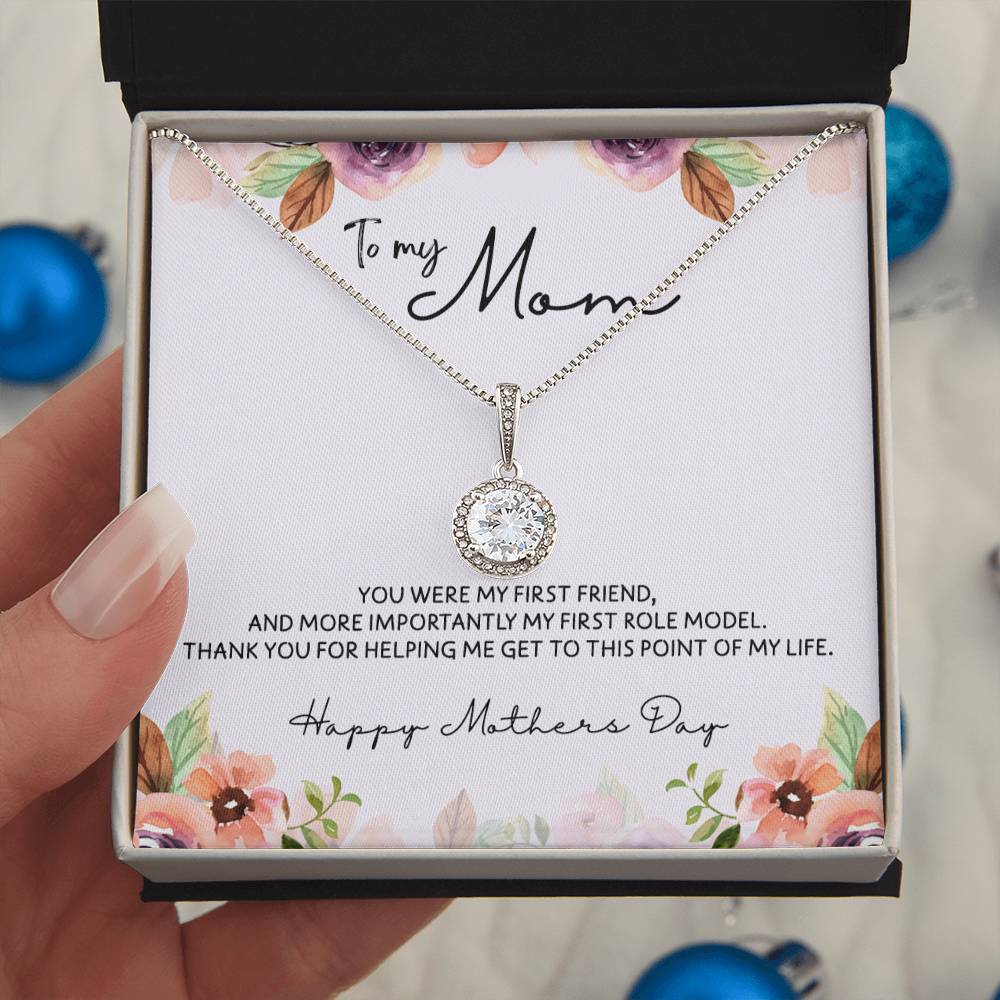 To my Mom
YOU WERE MY FIRST FRIEND,
AND MORE IMPORTANTLY MY FIRST ROLE MODEL.
THANK YOU FOR HELPING ME GET TO THIS POINT OF MY LIFE.
Happy Mothers Day